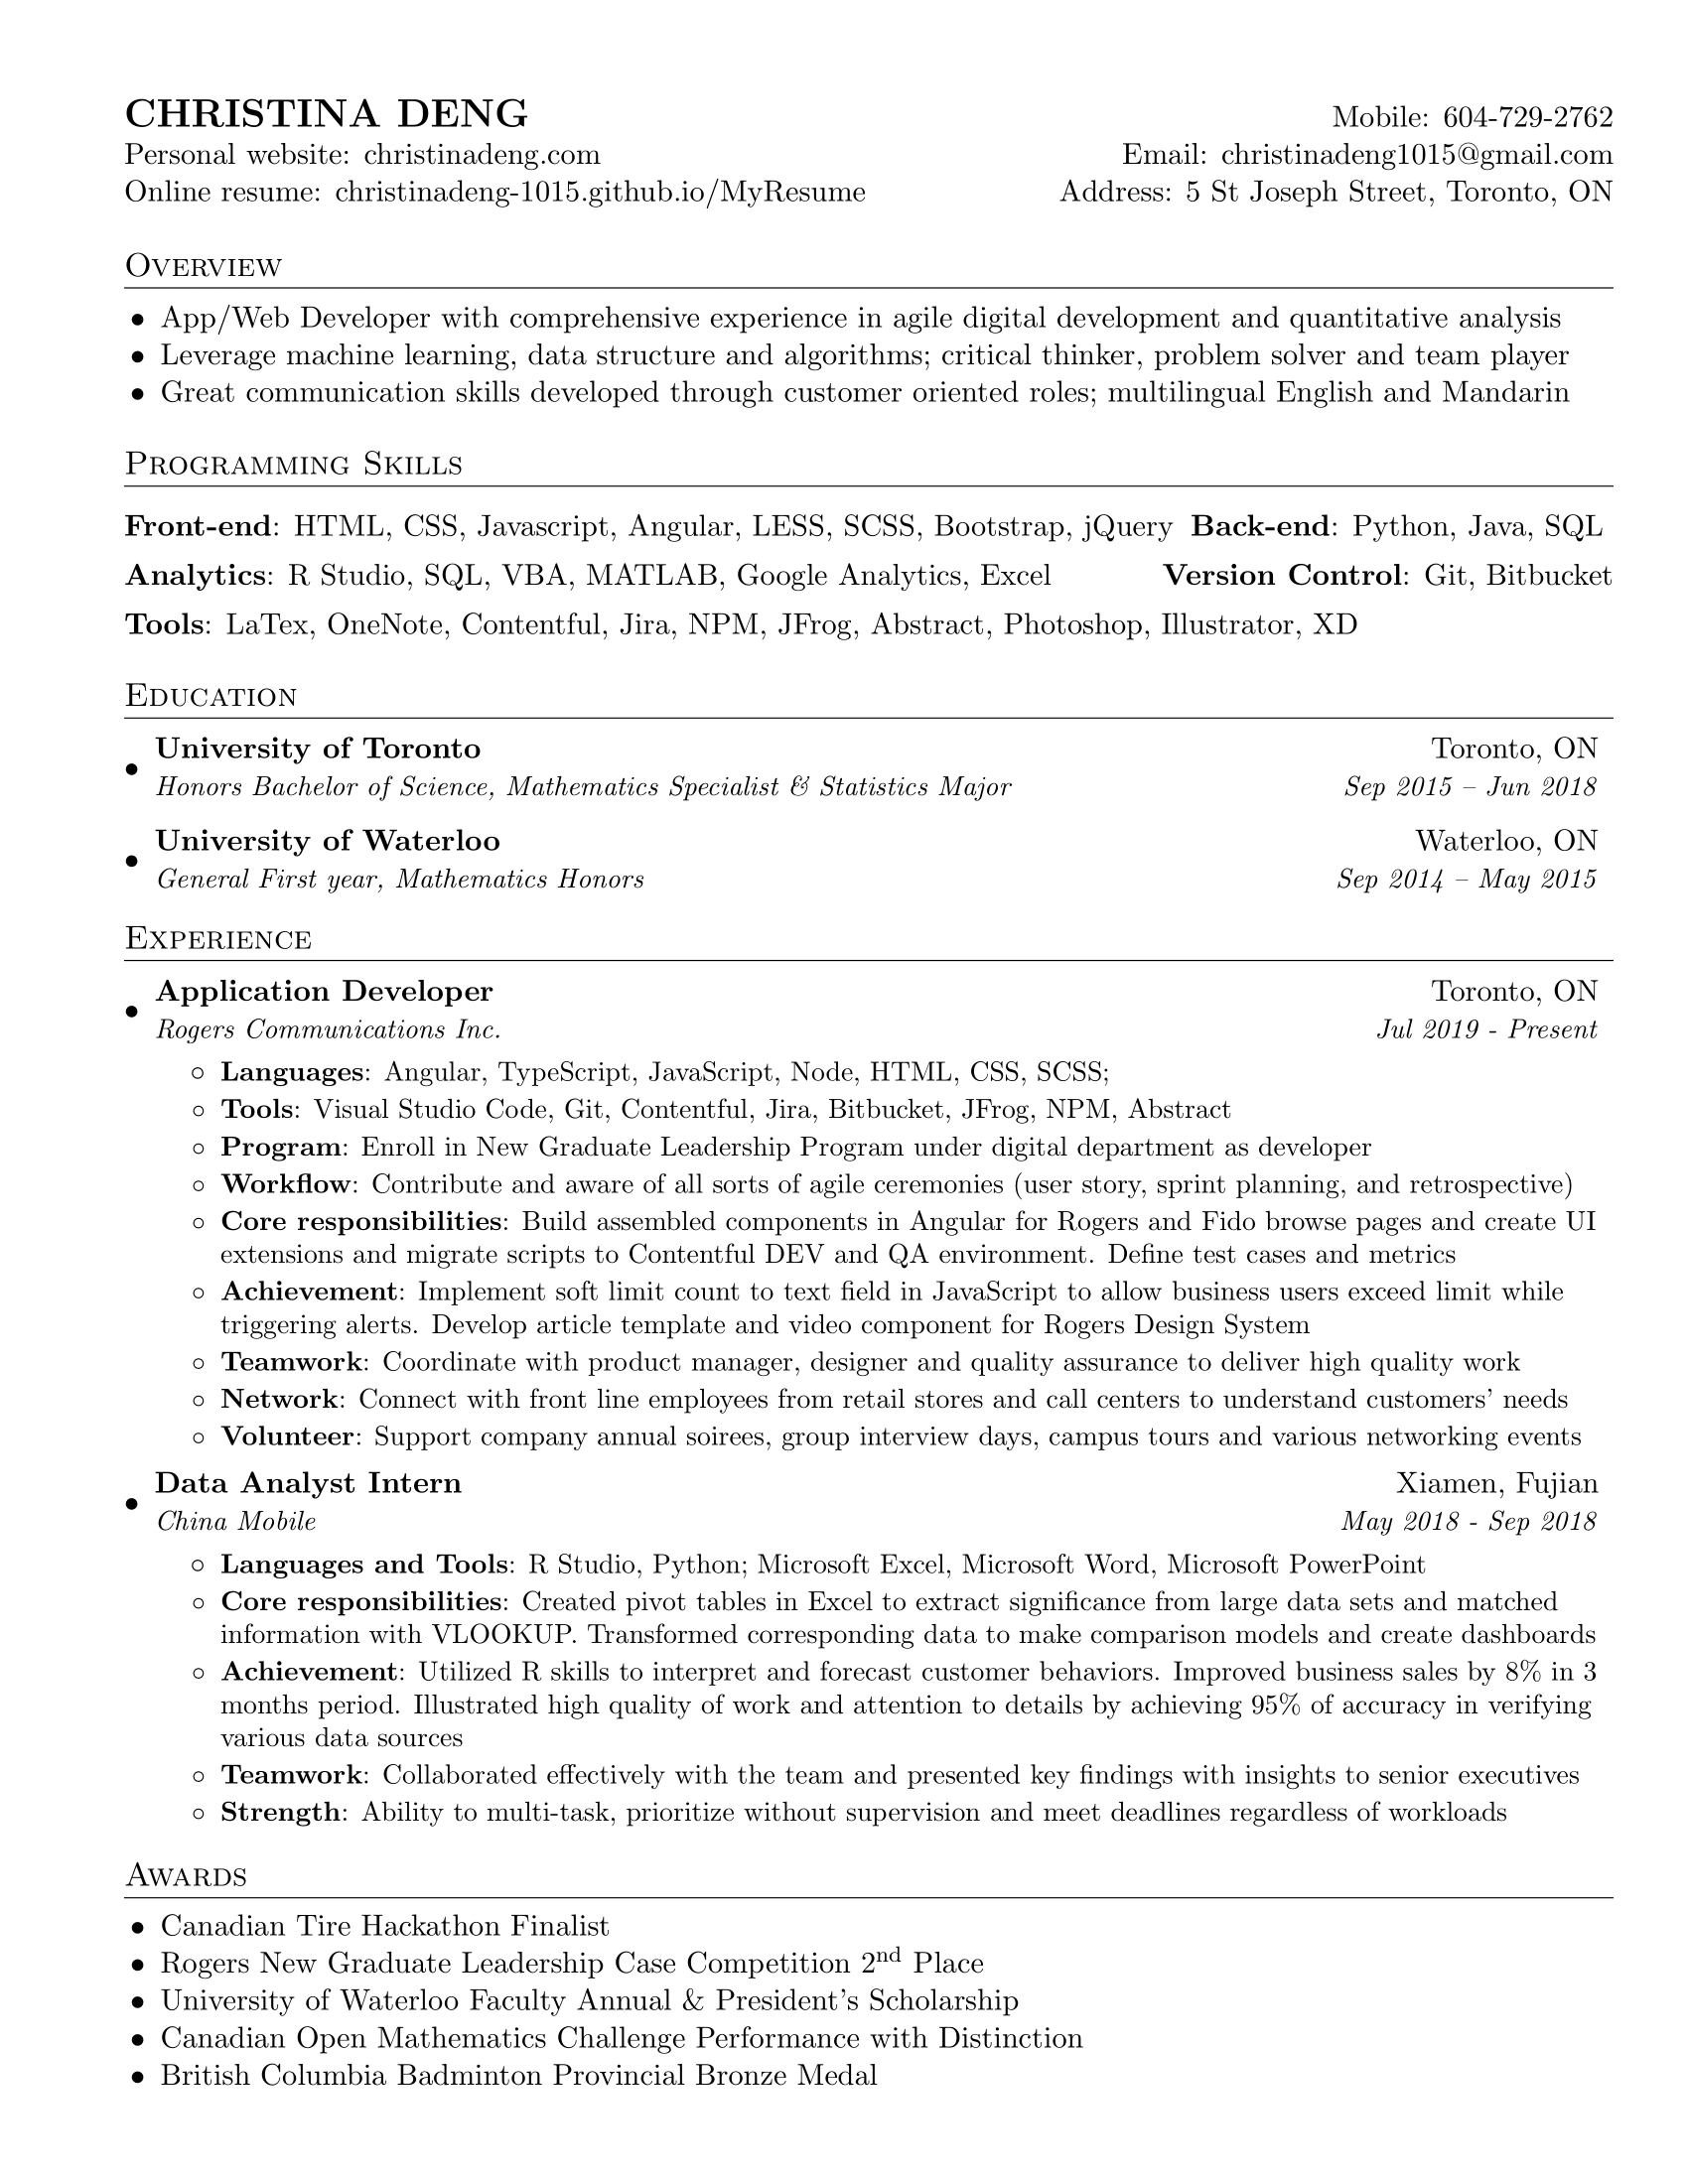 CHRISTINA DENG Mobile: 604-729-2762
Personal website: christinadeng.com Email: christinadeng1015@gmail.com
Online resume: christinadeng-1015.github.io/MyResume Address: 5 St Joseph Street, Toronto, ON
Overview
• App/Web Developer with comprehensive experience in agile digital development and quantitative analysis
• Leverage machine learning, data structure and algorithms; critical thinker, problem solver and team player
• Great communication skills developed through customer oriented roles; multilingual English and Mandarin
Programming Skills
Front-end: HTML, CSS, Javascript, Angular, LESS, SCSS, Bootstrap, jQuery Back-end: Python, Java, SQL
Analytics: R Studio, SQL, VBA, MATLAB, Google Analytics, Excel Version Control: Git, Bitbucket
Tools: LaTex, OneNote, Contentful, Jira, NPM, JFrog, Abstract, Photoshop, Illustrator, XD
Education
• University of Toronto Toronto, ON
Honors Bachelor of Science, Mathematics Specialist & Statistics Major Sep 2015 – Jun 2018
• University of Waterloo Waterloo, ON
General First year, Mathematics Honors Sep 2014 – May 2015
Experience
• Application Developer Toronto, ON
Rogers Communications Inc. Jul 2019 - Present
◦ Languages: Angular, TypeScript, JavaScript, Node, HTML, CSS, SCSS;
◦ Tools: Visual Studio Code, Git, Contentful, Jira, Bitbucket, JFrog, NPM, Abstract
◦ Program: Enroll in New Graduate Leadership Program under digital department as developer
◦ Workflow: Contribute and aware of all sorts of agile ceremonies (user story, sprint planning, and retrospective)
◦ Core responsibilities: Build assembled components in Angular for Rogers and Fido browse pages and create UI
extensions and migrate scripts to Contentful DEV and QA environment. Define test cases and metrics
◦ Achievement: Implement soft limit count to text field in JavaScript to allow business users exceed limit while
triggering alerts. Develop article template and video component for Rogers Design System
◦ Teamwork: Coordinate with product manager, designer and quality assurance to deliver high quality work
◦ Network: Connect with front line employees from retail stores and call centers to understand customers' needs
◦ Volunteer: Support company annual soirees, group interview days, campus tours and various networking events
• Data Analyst Intern Xiamen, Fujian
China Mobile May 2018 - Sep 2018
◦ Languages and Tools: R Studio, Python; Microsoft Excel, Microsoft Word, Microsoft PowerPoint
◦ Core responsibilities: Created pivot tables in Excel to extract significance from large data sets and matched
information with VLOOKUP. Transformed corresponding data to make comparison models and create dashboards
◦ Achievement: Utilized R skills to interpret and forecast customer behaviors. Improved business sales by 8% in 3
months period. Illustrated high quality of work and attention to details by achieving 95% of accuracy in verifying
various data sources
◦ Teamwork: Collaborated effectively with the team and presented key findings with insights to senior executives
◦ Strength: Ability to multi-task, prioritize without supervision and meet deadlines regardless of workloads
Awards
• Canadian Tire Hackathon Finalist
• Rogers New Graduate Leadership Case Competition 2nd Place
• University of Waterloo Faculty Annual & President's Scholarship
• Canadian Open Mathematics Challenge Performance with Distinction
• British Columbia Badminton Provincial Bronze Medal